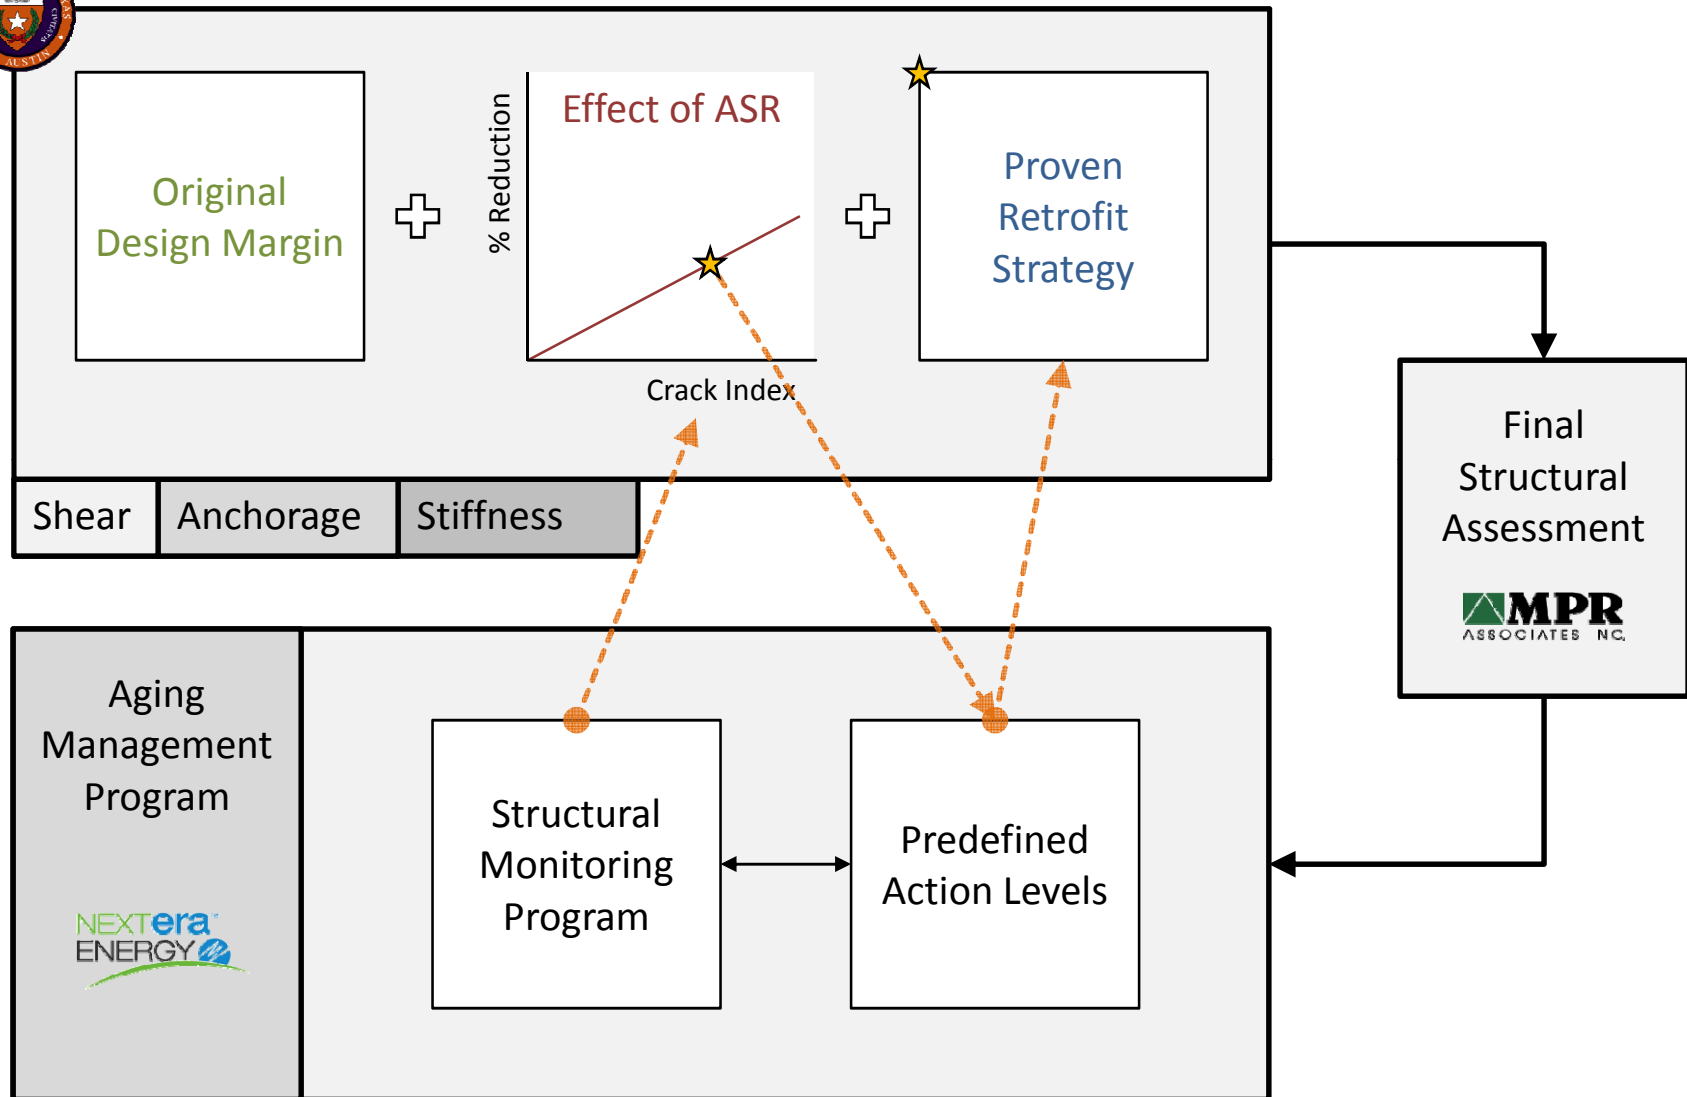 AUSTIN
Original
Design Margin
% Reduction
Effect of ASR
Crack Index
Proven
Retrofit
Strategy
Shear
Anchorage
Stiffness
Final
Structural
Assessment
MPR
ASSOCIATES INC.
Aging
Management
Program
NEXTera
ENERGY
Structural
Monitoring
Program
Predefined
Action Levels